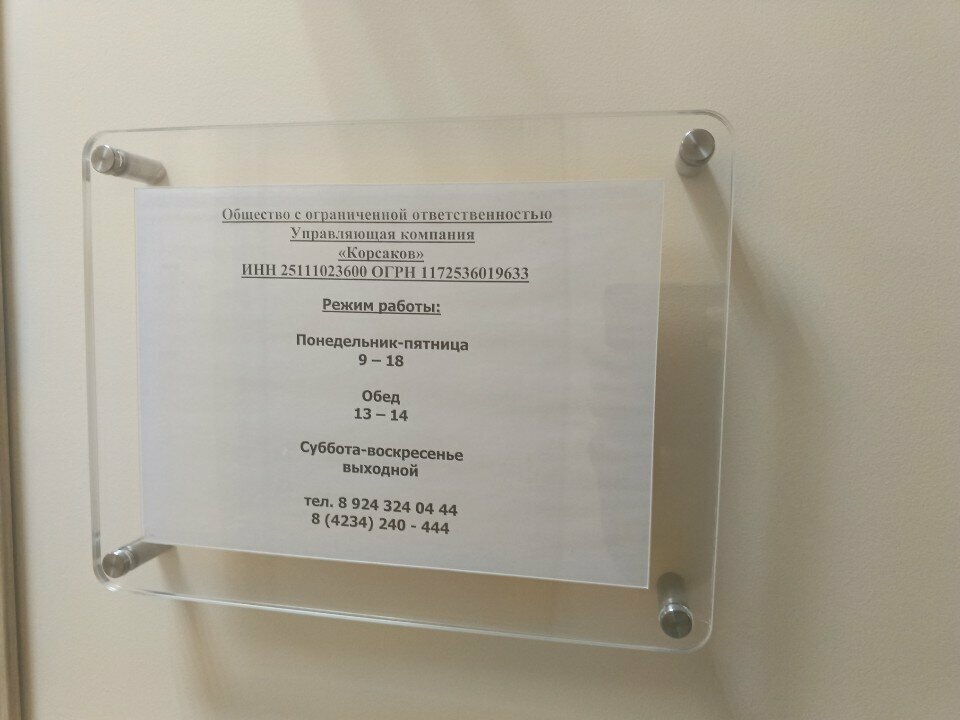 Общество с ограниченной ответственностью
Управляющая компания
«Корсаков»
ИНН 25111023600 ОГРН 1172536019633
Режим работы:
Понедельник-пятница
9 – 18
Обед
13 – 14
Суббота-воскресенье
выходной
тел. 8 924 324 04 44
8 (4234) 240 - 444